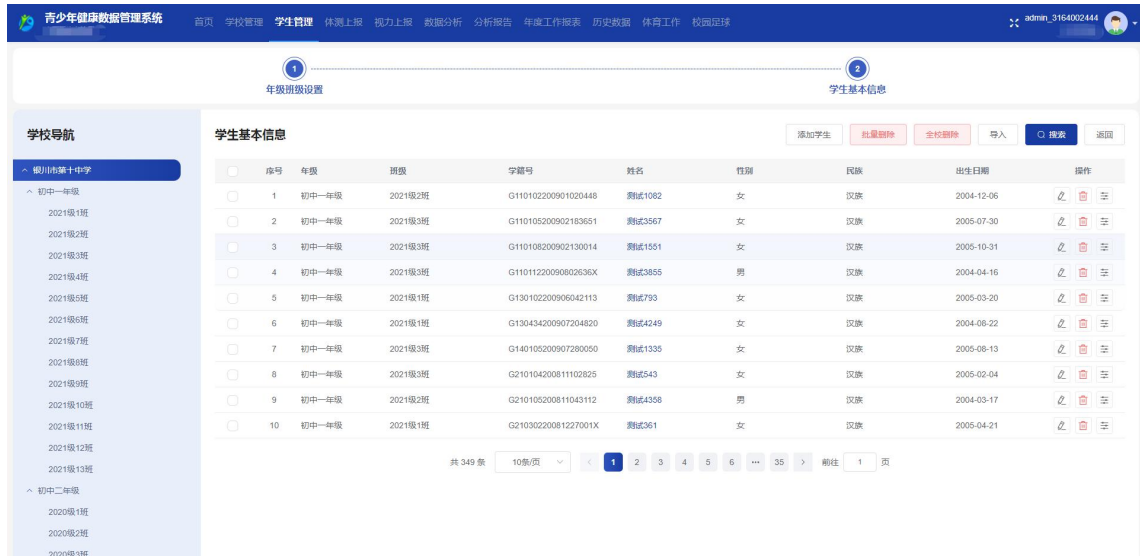 青少年健康数据管理系统 首页 学校管理 学生管理 体测上报 视力上报 数据分析 分析报告 年度工作报表 历史数据 体育工作 校园足球 admin_3164002444
1 2
年级班级设置 学生基本信息
学校导航
银川市第十中学
初中一年级
2021级1班
2021级2班
2021级3班
2021级4班
2021级5班
2021级6班
2021级7班
2021级8班
2021级9班
2021级10班
2021级11班
2021级12班
2021级13班
初中二年级
2020级1班
2020级2班
2020级3班
学生基本信息 添加学生 批量删除 全校删除 导入 搜索 返回
序号 年级 班级 学籍号 姓名 性别 民族 出生日期 操作
1 初中一年级 2021级2班 G110102200901020448 测试1082 女 汉族 2004-12-06
2 初中一年级 2021级3班 G110105200902183651 测试3567 女 汉族 2005-07-30
3 初中一年级 2021级3班 G110108200902130014 测试1551 女 汉族 2005-10-31
4 初中一年级 2021级3班 G11011220090802636X 测试3855 男 汉族 2004-04-16
5 初中一年级 2021级1班 G130102200906042113 测试793 女 汉族 2005-03-20
6 初中一年级 2021级1班 G130434200907204820 测试4249 女 汉族 2004-08-22
7 初中一年级 2021级3班 G140105200907280050 测试1335 女 汉族 2005-08-13
8 初中一年级 2021级3班 G210104200811102825 测试543 女 汉族 2005-02-04
9 初中一年级 2021级2班 G210105200811043112 测试4358 男 汉族 2004-03-17
10 初中一年级 2021级1班 G21030220081227001X 测试361 女 汉族 2005-04-21
共 349 条 10条/页 1 2 3 4 5 6 ··· 35 前往 1 页